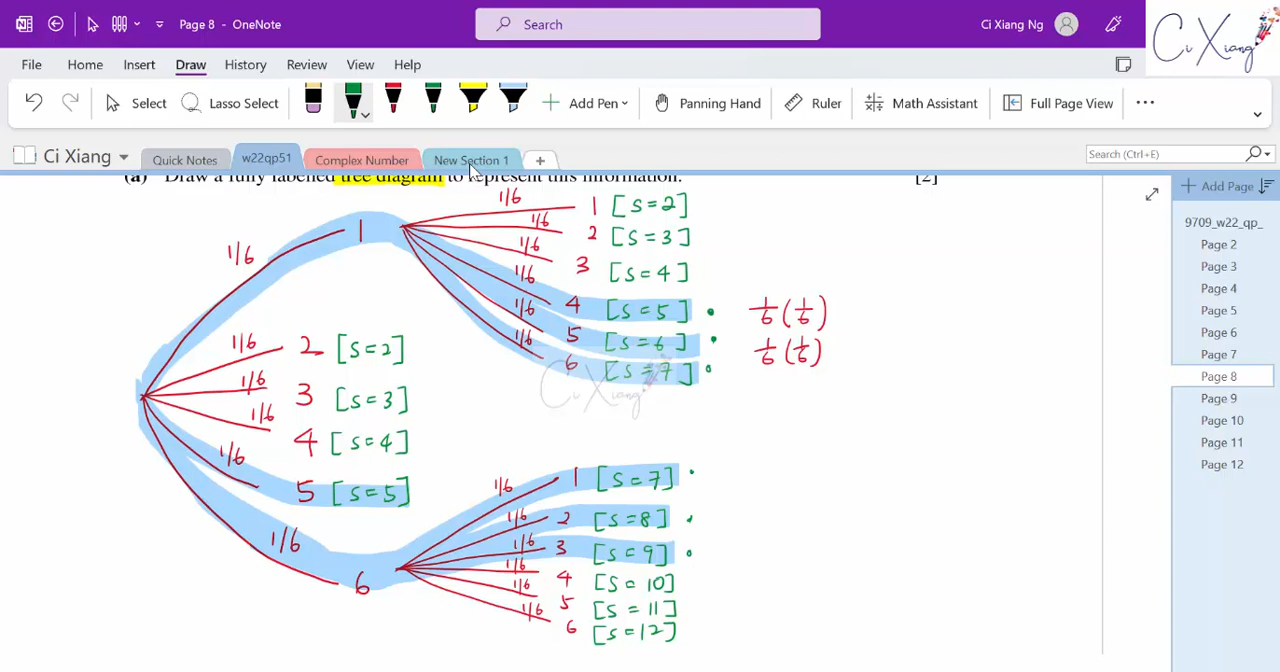 Page 8 - OneNote
Search
Ci Xiang Ng
Ci Xiang
File Home Insert Draw History Review View Help
Select Lasso Select Add Pen Panning Hand Ruler Math Assistant Full Page View
Ci Xiang Quick Notes w22qp51 Complex Number New Section 1 Search (Ctrl+E)
(a) Draw a fully labelled tree diagram to represent this information. [2]
Add Page
9709_w22_qp_
Page 2
Page 3
Page 4
Page 5
Page 6
Page 7
Page 8
Page 9
Page 10
Page 11
Page 12
1/6 1
1/6 1 [S=2]
1/6 2 [S=3]
1/6 3 [S=4]
1/6 4 [S=5] 1/6 (1/6)
1/6 5 [S=6] 1/6 (1/6)
1/6 6 [S=7]
Ci Xiang
1/6 2 [S=2]
1/6 3 [S=3]
1/6 4 [S=4]
1/6 5 [S=5]
1/6 6
1/6 1 [S=7]
1/6 2 [S=8]
1/6 3 [S=9]
1/6 4 [S=10]
1/6 5 [S=11]
1/6 6 [S=12]